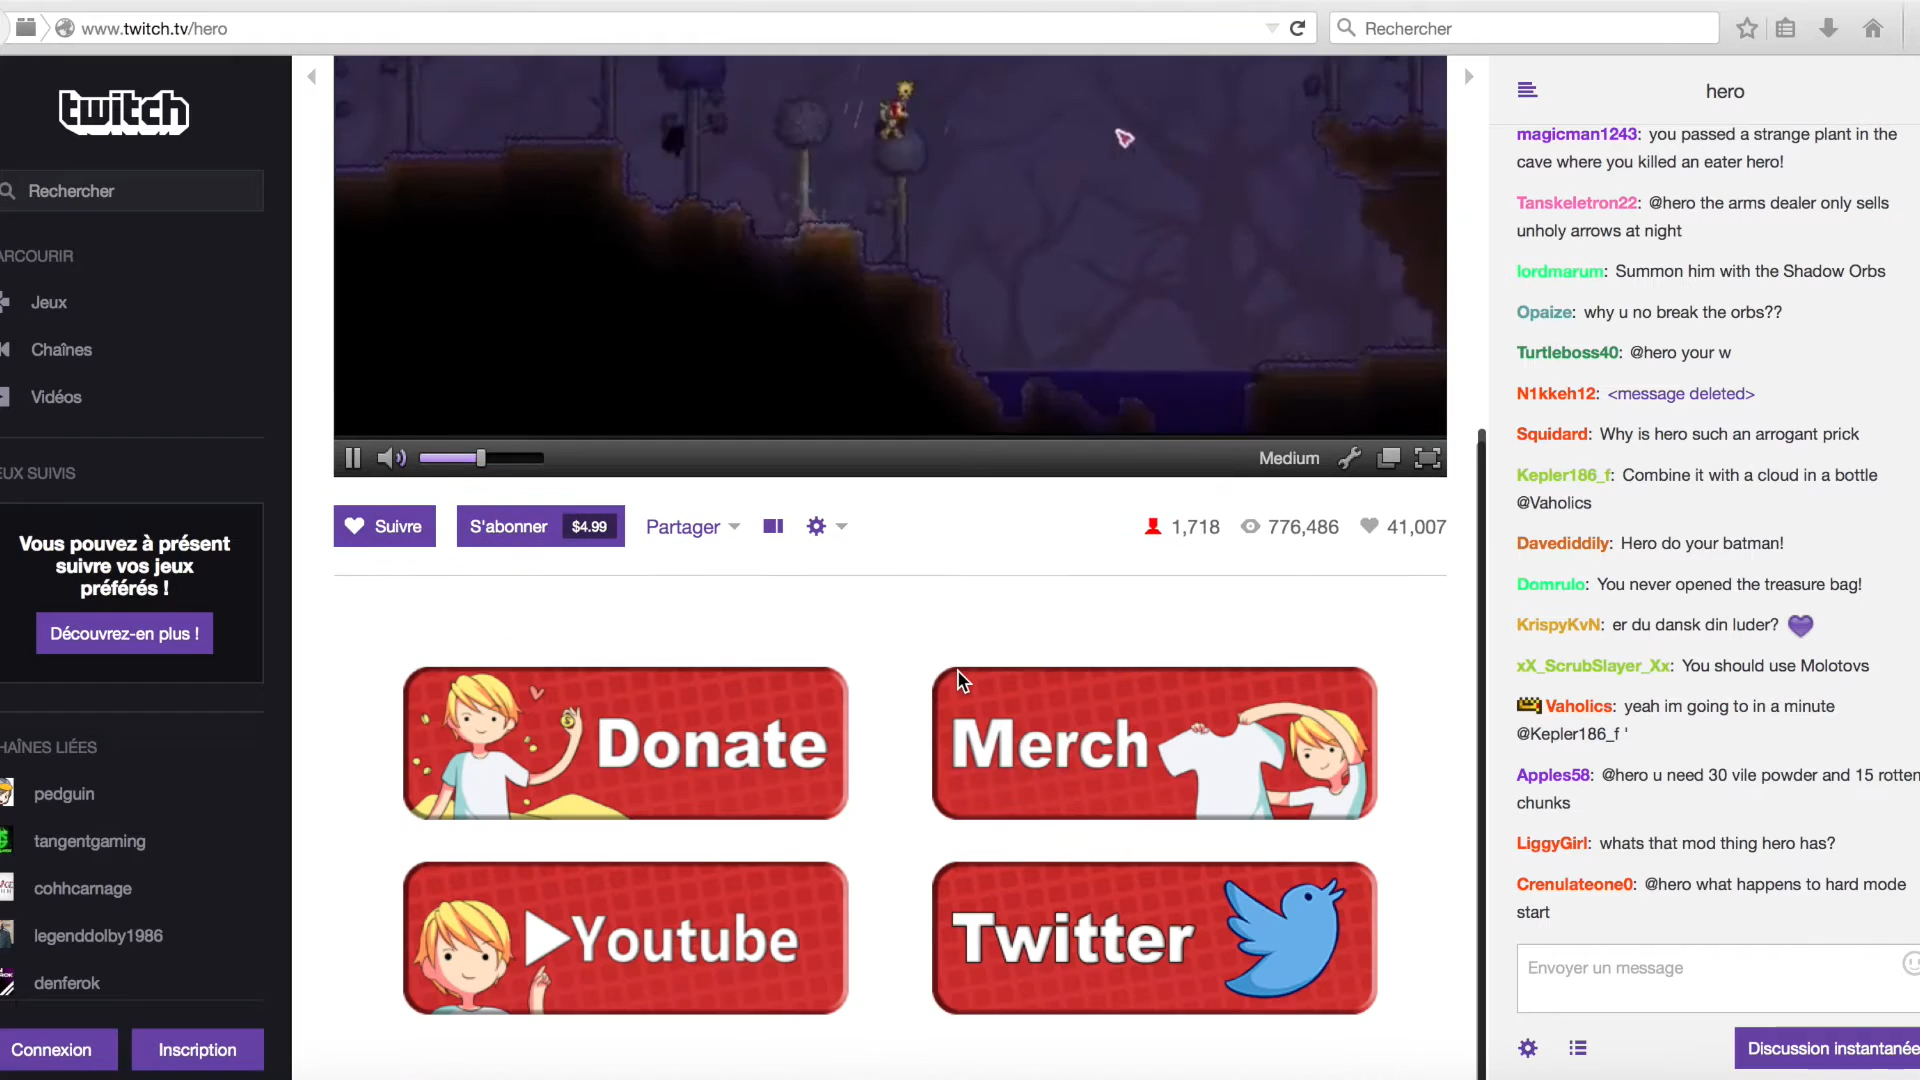 www.twitch.tv/hero
Rechercher
twitch
Rechercher
ARCOURIR
Jeux
Chaînes
Vidéos
EUX SUIVIS
Vous pouvez à présent
suivre vos jeux
préférés !
Découvrez-en plus !
HAÎNES LIÉES
pedguin
tangentgaming
cohhcarnage
legenddolby1986
denferok
Connexion
Inscription
Medium
Suivre
S'abonner $4.99
Partager
1,718
776,486
41,007
Donate
Merch
Youtube
Twitter
hero
magicman1243: you passed a strange plant in the
cave where you killed an eater hero!
Tanskeletron22: @hero the arms dealer only sells
unholy arrows at night
lordmarum: Summon him with the Shadow Orbs
Opaize: why u no break the orbs??
Turtleboss40: @hero your w
N1kkeh12: <message deleted>
Squidard: Why is hero such an arrogant prick
Kepler186_f: Combine it with a cloud in a bottle
@Vaholics
Davediddily: Hero do your batman!
Domrulo: You never opened the treasure bag!
KrispyKvN: er du dansk din luder?
xX_ScrubSlayer_Xx: You should use Molotovs
Vaholics: yeah im going to in a minute
@Kepler186_f '
Apples58: @hero u need 30 vile powder and 15 rotten
chunks
LiggyGirl: whats that mod thing hero has?
Crenulateone0: @hero what happens to hard mode
start
Envoyer un message
Discussion instantanée